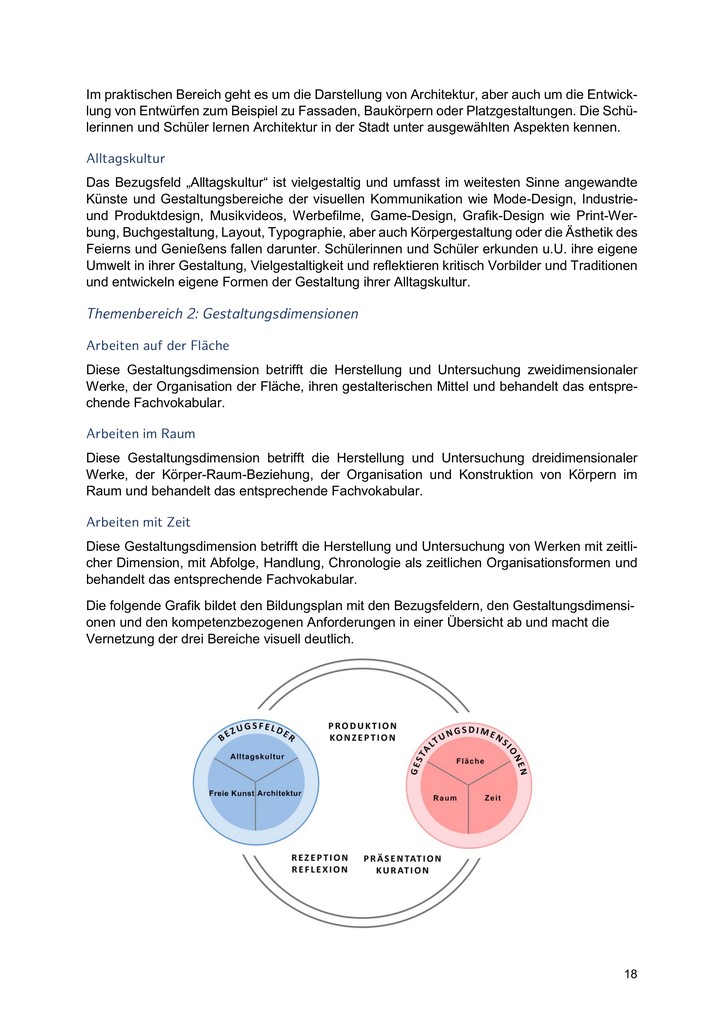 Im praktischen Bereich geht es um die Darstellung von Architektur, aber auch um die Entwick-
lung von Entwürfen zum Beispiel zu Fassaden, Baukörpern oder Platzgestaltungen. Die Schü-
lerinnen und Schüler lernen Architektur in der Stadt unter ausgewählten Aspekten kennen.
Alltagskultur
Das Bezugsfeld „Alltagskultur“ ist vielgestaltig und umfasst im weitesten Sinne angewandte
Künste und Gestaltungsbereiche der visuellen Kommunikation wie Mode-Design, Industrie-
und Produktdesign, Musikvideos, Werbefilme, Game-Design, Grafik-Design wie Print-Wer-
bung, Buchgestaltung, Layout, Typographie, aber auch Körpergestaltung oder die Ästhetik des
Feierns und Genießens fallen darunter. Schülerinnen und Schüler erkunden u.U. ihre eigene
Umwelt in ihrer Gestaltung, Vielgestaltigkeit und reflektieren kritisch Vorbilder und Traditionen
und entwickeln eigene Formen der Gestaltung ihrer Alltagskultur.
Themenbereich 2: Gestaltungsdimensionen
Arbeiten auf der Fläche
Diese Gestaltungsdimension betrifft die Herstellung und Untersuchung zweidimensionaler
Werke, der Organisation der Fläche, ihren gestalterischen Mittel und behandelt das entspre-
chende Fachvokabular.
Arbeiten im Raum
Diese Gestaltungsdimension betrifft die Herstellung und Untersuchung dreidimensionaler
Werke, der Körper-Raum-Beziehung, der Organisation und Konstruktion von Körpern im
Raum und behandelt das entsprechende Fachvokabular.
Arbeiten mit Zeit
Diese Gestaltungsdimension betrifft die Herstellung und Untersuchung von Werken mit zeitli-
cher Dimension, mit Abfolge, Handlung, Chronologie als zeitlichen Organisationsformen und
behandelt das entsprechende Fachvokabular.
Die folgende Grafik bildet den Bildungsplan mit den Bezugsfeldern, den Gestaltungsdimensi-
onen und den kompetenzbezogenen Anforderungen in einer Übersicht ab und macht die
Vernetzung der drei Bereiche visuell deutlich.
PRODUKTION
KONZEPTION
BEZUGSFELDER
Alltagskultur
Freie Kunst
Architektur
GESTALTUNGSDIMENSIONEN
Fläche
Raum
Zeit
REZEPTION
REFLEXION
PRÄSENTATION
KURATION
18